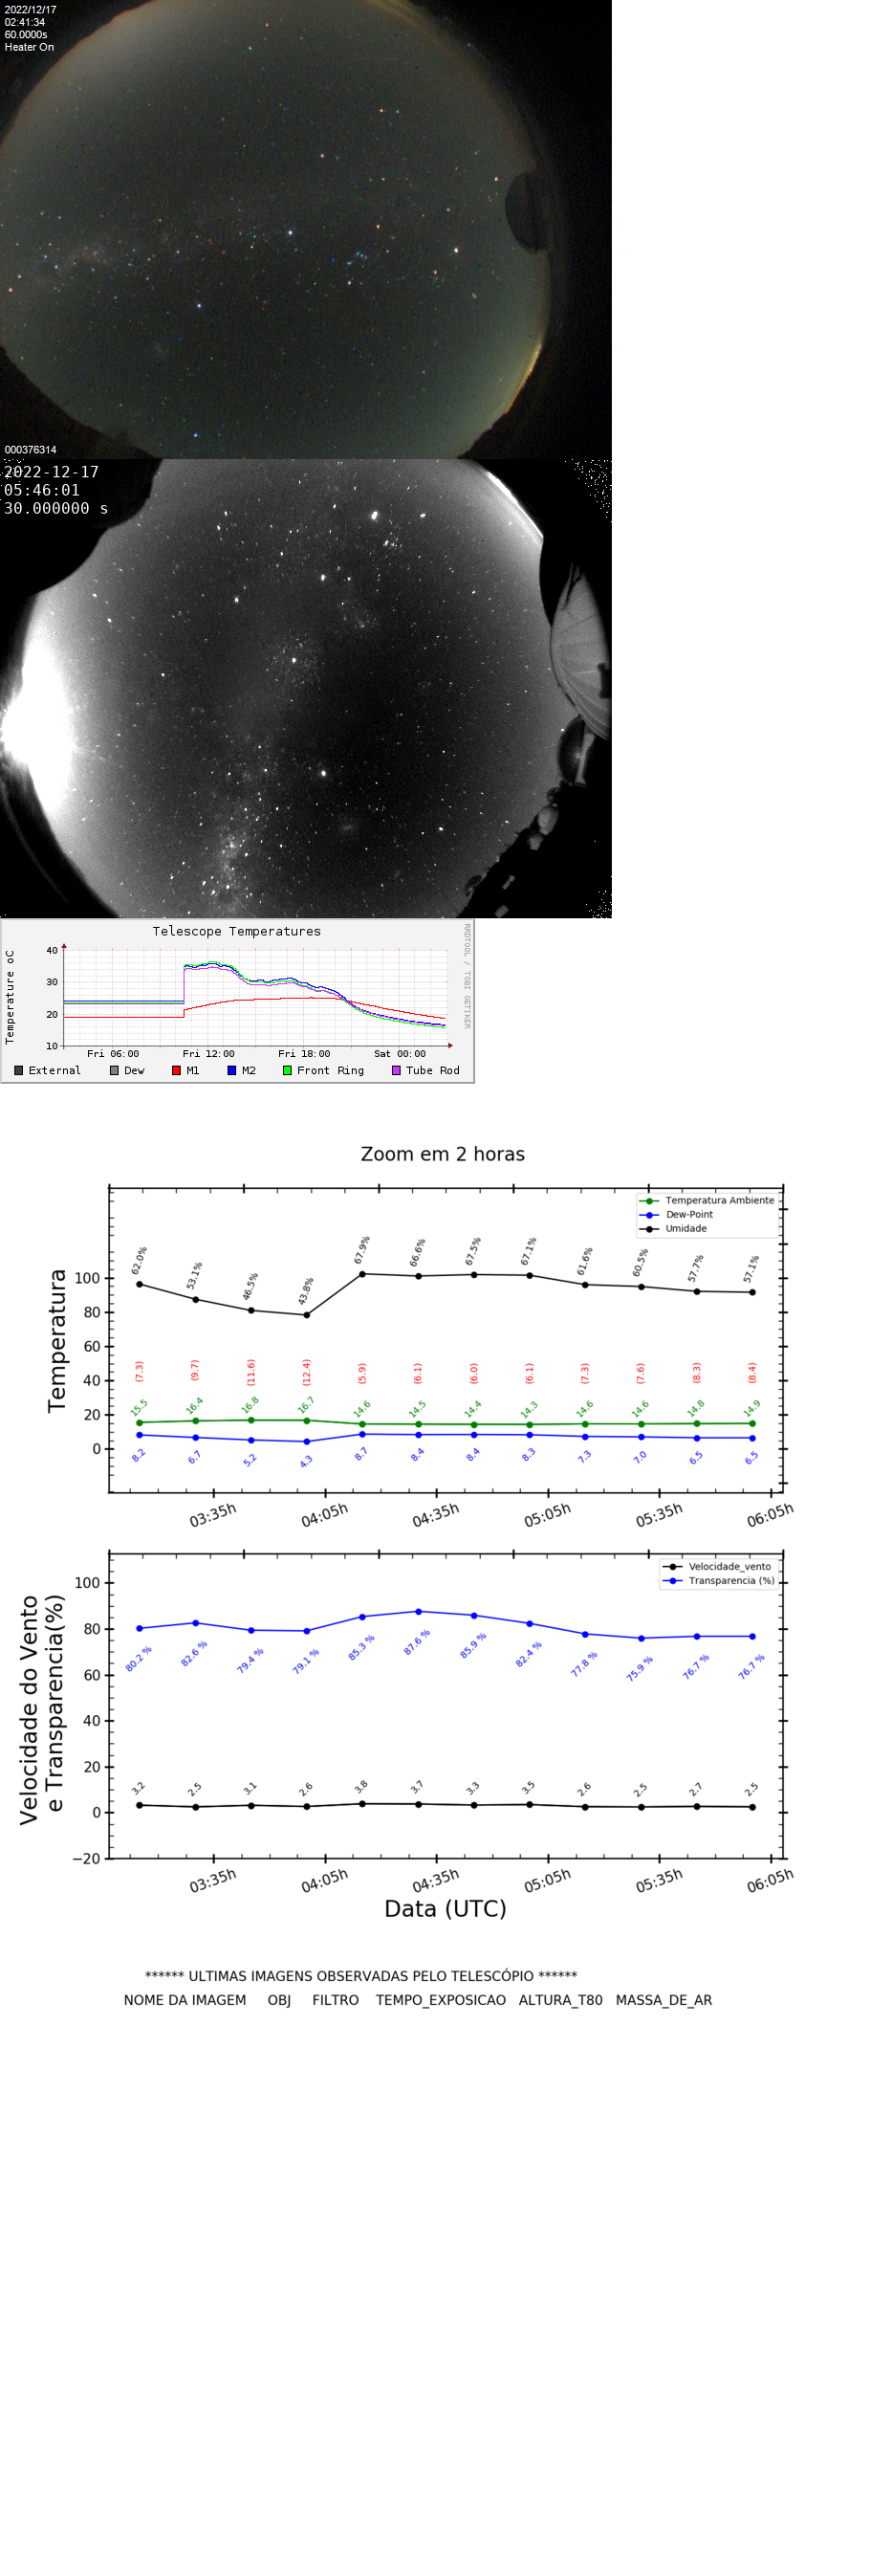 2022/12/17
02:41:34
60.0000s
Heater On
000376314
2022-12-17
05:46:01
30.000000 s
Telescope Temperatures
RRDTOOL / TOBI OETIKER
Temperature oC
40
30
20
10
Fri 06:00 Fri 12:00 Fri 18:00 Sat 00:00
External Dew M1 M2 Front Ring Tube Rod
Zoom em 2 horas
Temperatura Ambiente
Dew-Point
Umidade
Temperatura
100
80
60
40
20
0
62.0% 53.1% 46.5% 43.8% 67.9% 66.6% 67.5% 67.1% 61.6% 60.5% 57.7% 57.1%
(7.3) (9.7) (11.6) (12.4) (5.9) (6.1) (6.0) (6.1) (7.3) (7.6) (8.3) (8.4)
15.5 16.4 16.8 16.7 14.6 14.5 14.4 14.3 14.6 14.6 14.8 14.9
8.2 6.7 5.2 4.3 8.7 8.4 8.4 8.3 7.3 7.0 6.5 6.5
03:35h 04:05h 04:35h 05:05h 05:35h 06:05h
Velocidade_vento
Transparencia (%)
Velocidade do Vento
e Transparencia(%)
100
80
60
40
20
0
−20
80.2 % 82.6 % 79.4 % 79.1 % 85.3 % 87.6 % 85.9 % 82.4 % 77.8 % 75.9 % 76.7 % 76.7 %
3.2 2.5 3.1 2.6 3.8 3.7 3.3 3.5 2.6 2.5 2.7 2.5
03:35h 04:05h 04:35h 05:05h 05:35h 06:05h
Data (UTC)
****** ULTIMAS IMAGENS OBSERVADAS PELO TELESCÓPIO ******
NOME DA IMAGEM OBJ FILTRO TEMPO_EXPOSICAO ALTURA_T80 MASSA_DE_AR